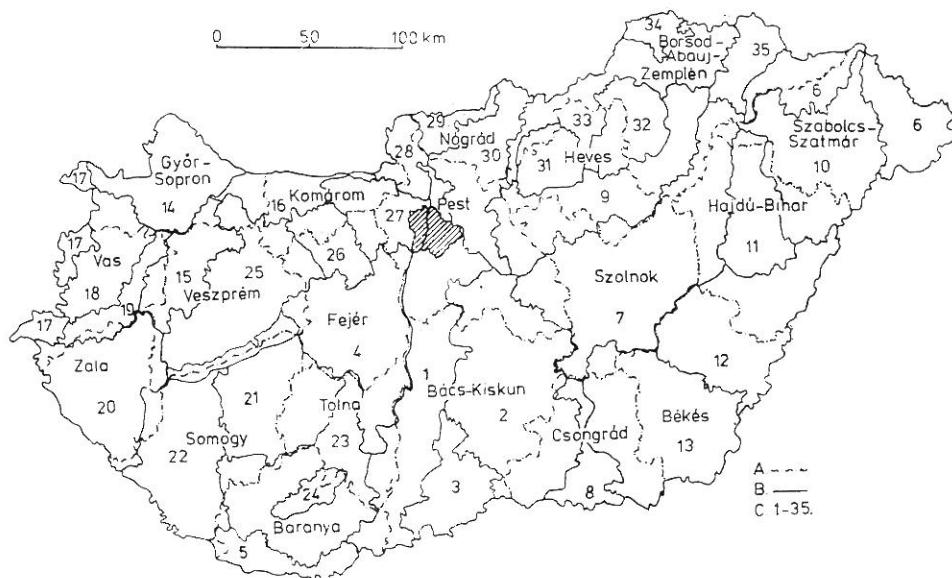 0 50 100 km
34
Borsod-
Abauj-
Zemplén
35
6
6
29
Nógrád
28
30
33
32
Szabolcs-
Szatmár
10
31
Heves
9
Győr-
Sopron
17
14
Komárom
16
27
Pest
Hajdú-Bihar
11
17
Vas
18
15
25
Veszprém
26
Szolnok
7
17
19
Fejér
4
12
Zala
20
21
1
Bács-Kiskun
2
Tolna
23
Somogy
22
Csongrád
Békés
13
24
3
8
Baranya
5
A - - -
B ——
C 1-35.